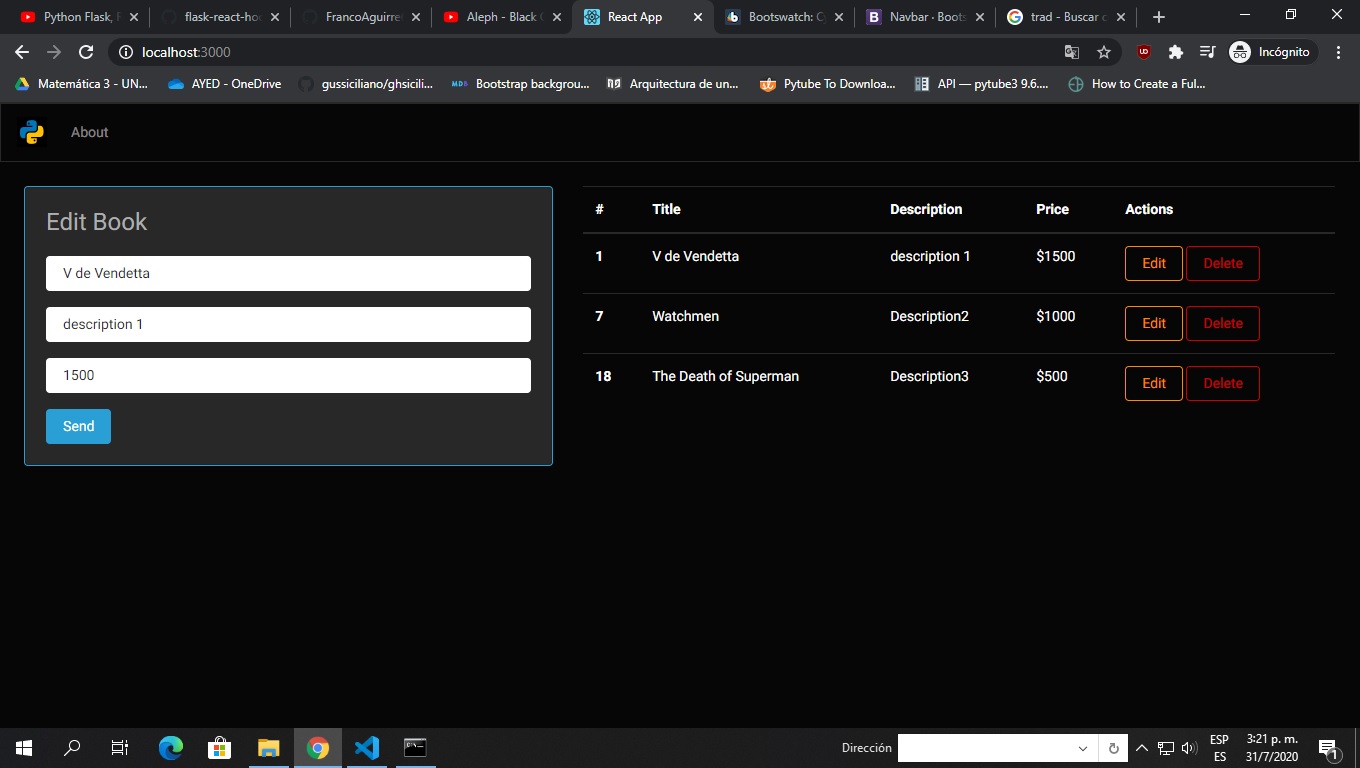 Python Flask, R
flask-react-hoo
FrancoAguirre
Aleph - Black
React App
Bootswatch: Cy
Navbar · Boots
trad - Buscar c
localhost:3000
Incógnito
Matemática 3 - UN...
AYED - OneDrive
gussiciliano/ghsicili...
MDB
Bootstrap backgrou...
Arquitectura de un...
Pytube To Downloa...
API — pytube3 9.6....
How to Create a Ful...
About
Edit Book
V de Vendetta
description 1
1500
Send
# Title Description Price Actions
1 V de Vendetta description 1 $1500 Edit Delete
7 Watchmen Description2 $1000 Edit Delete
18 The Death of Superman Description3 $500 Edit Delete
Dirección
ESP
ES
3:21 p. m.
31/7/2020
1